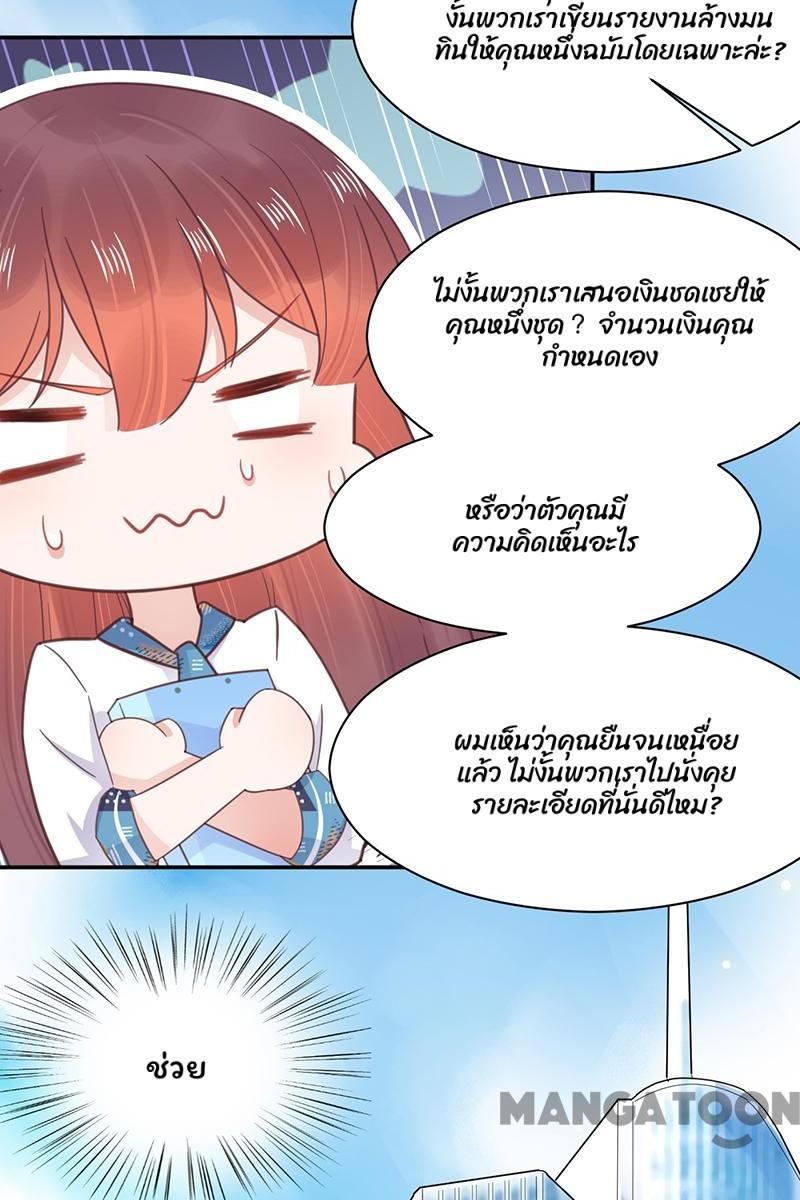 งั้นพวกเราเขียนรายงานล้างมน
ทินให้คุณหนึ่งฉบับโดยเฉพาะล่ะ?
ไม่งั้นพวกเราเสนอเงินชดเชยให้
คุณหนึ่งชุด ? จำนวนเงินคุณ
กำหนดเอง
หรือว่าตัวคุณมี
ความคิดเห็นอะไร
ผมเห็นว่าคุณยืนจนเหนื่อย
แล้ว ไม่งั้นพวกเราไปนั่งคุย
รายละเอียดที่นั่นดีไหม?
ช่วย
MANGATOON